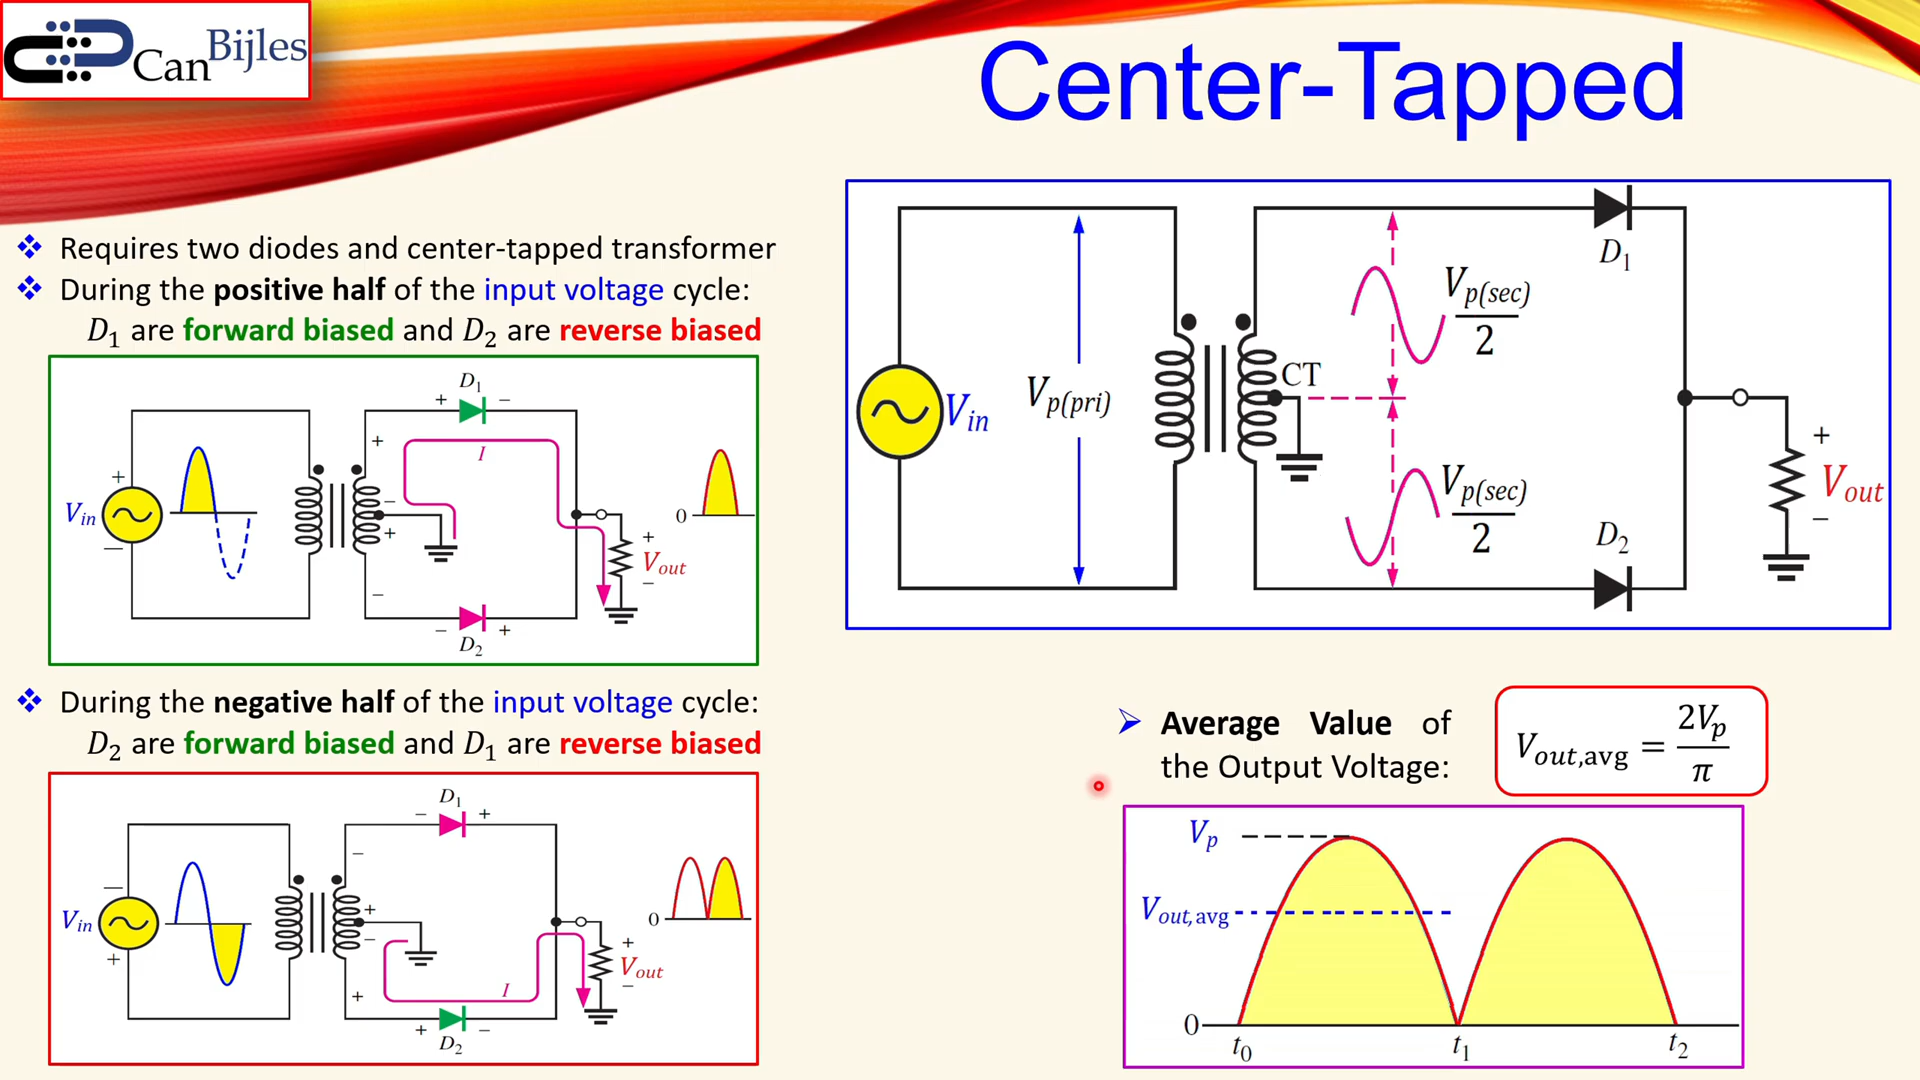 Can Bijles
Center-Tapped
❖ Requires two diodes and center-tapped transformer
❖ During the positive half of the input voltage cycle:
D₁ are forward biased and D₂ are reverse biased
D₁
+ −
+
I
+
−
+
V_in
0
+
V_out
−
−
−
− +
D₂
❖ During the negative half of the input voltage cycle:
D₂ are forward biased and D₁ are reverse biased
D₁
− +
−
−
+
−
V_in
0
+
V_out
−
+
+
I
+ −
D₂
D₁
V_p(sec)/2
CT
V_in
V_p(pri)
+
V_out
−
V_p(sec)/2
D₂
➢ Average Value of
the Output Voltage:
V_out,avg = 2V_p/π
V_p
V_out,avg
0
t₀ t₁ t₂